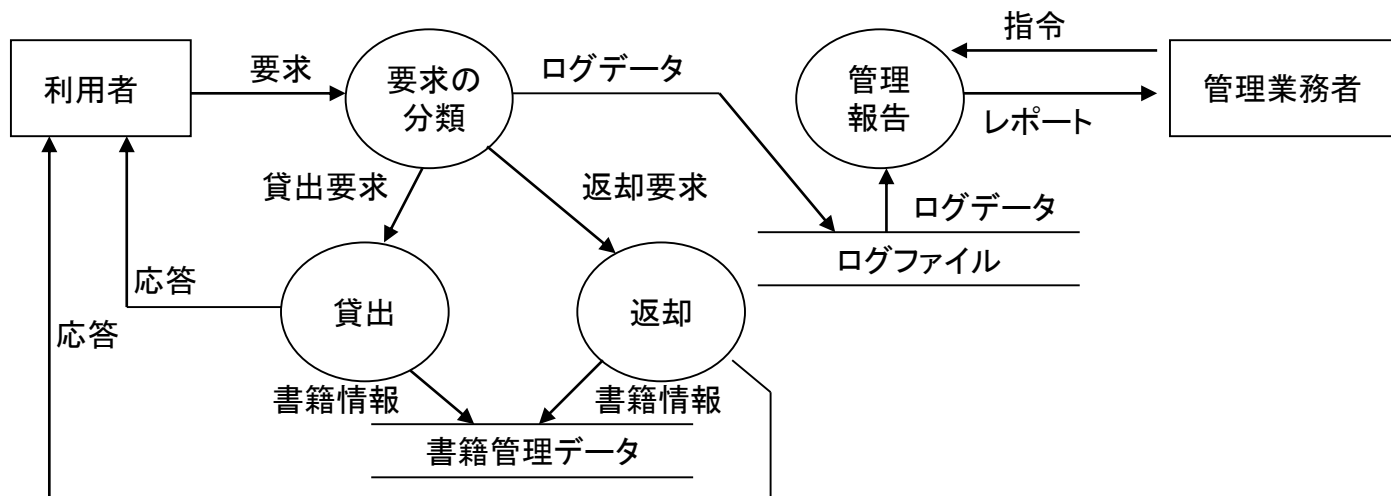 利用者
要求
要求の
分類
ログデータ
管理
報告
指令
レポート
管理業務者
貸出要求
返却要求
ログデータ
ログファイル
応答
応答
貸出
返却
書籍情報
書籍情報
書籍管理データ